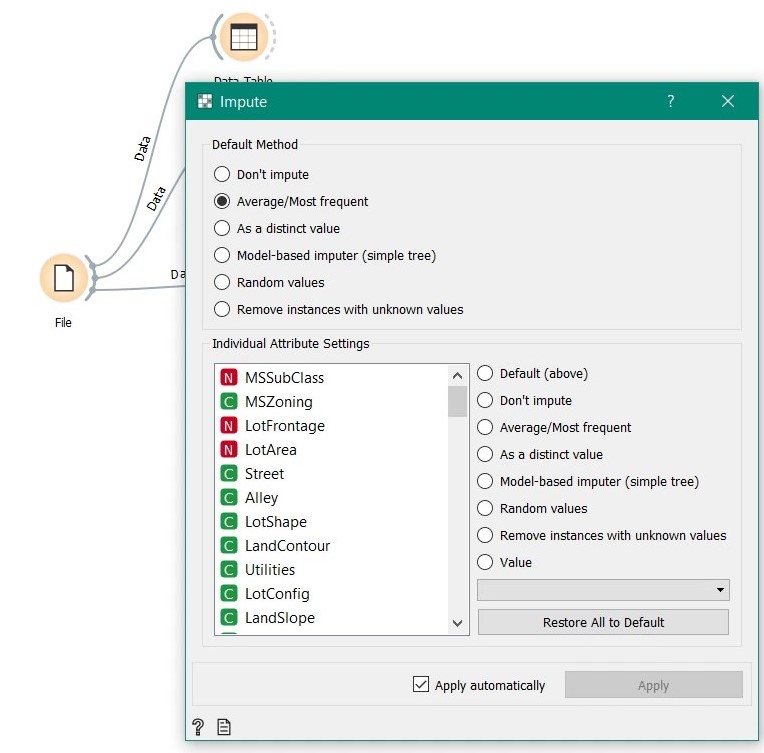 Data Table
Data
Data
Da
File
Impute
?
Default Method
Don't impute
Average/Most frequent
As a distinct value
Model-based imputer (simple tree)
Random values
Remove instances with unknown values
Individual Attribute Settings
N MSSubClass
C MSZoning
N LotFrontage
N LotArea
C Street
C Alley
C LotShape
C LandContour
C Utilities
C LotConfig
C LandSlope
Default (above)
Don't impute
Average/Most frequent
As a distinct value
Model-based imputer (simple tree)
Random values
Remove instances with unknown values
Value
Restore All to Default
Apply automatically
Apply
?